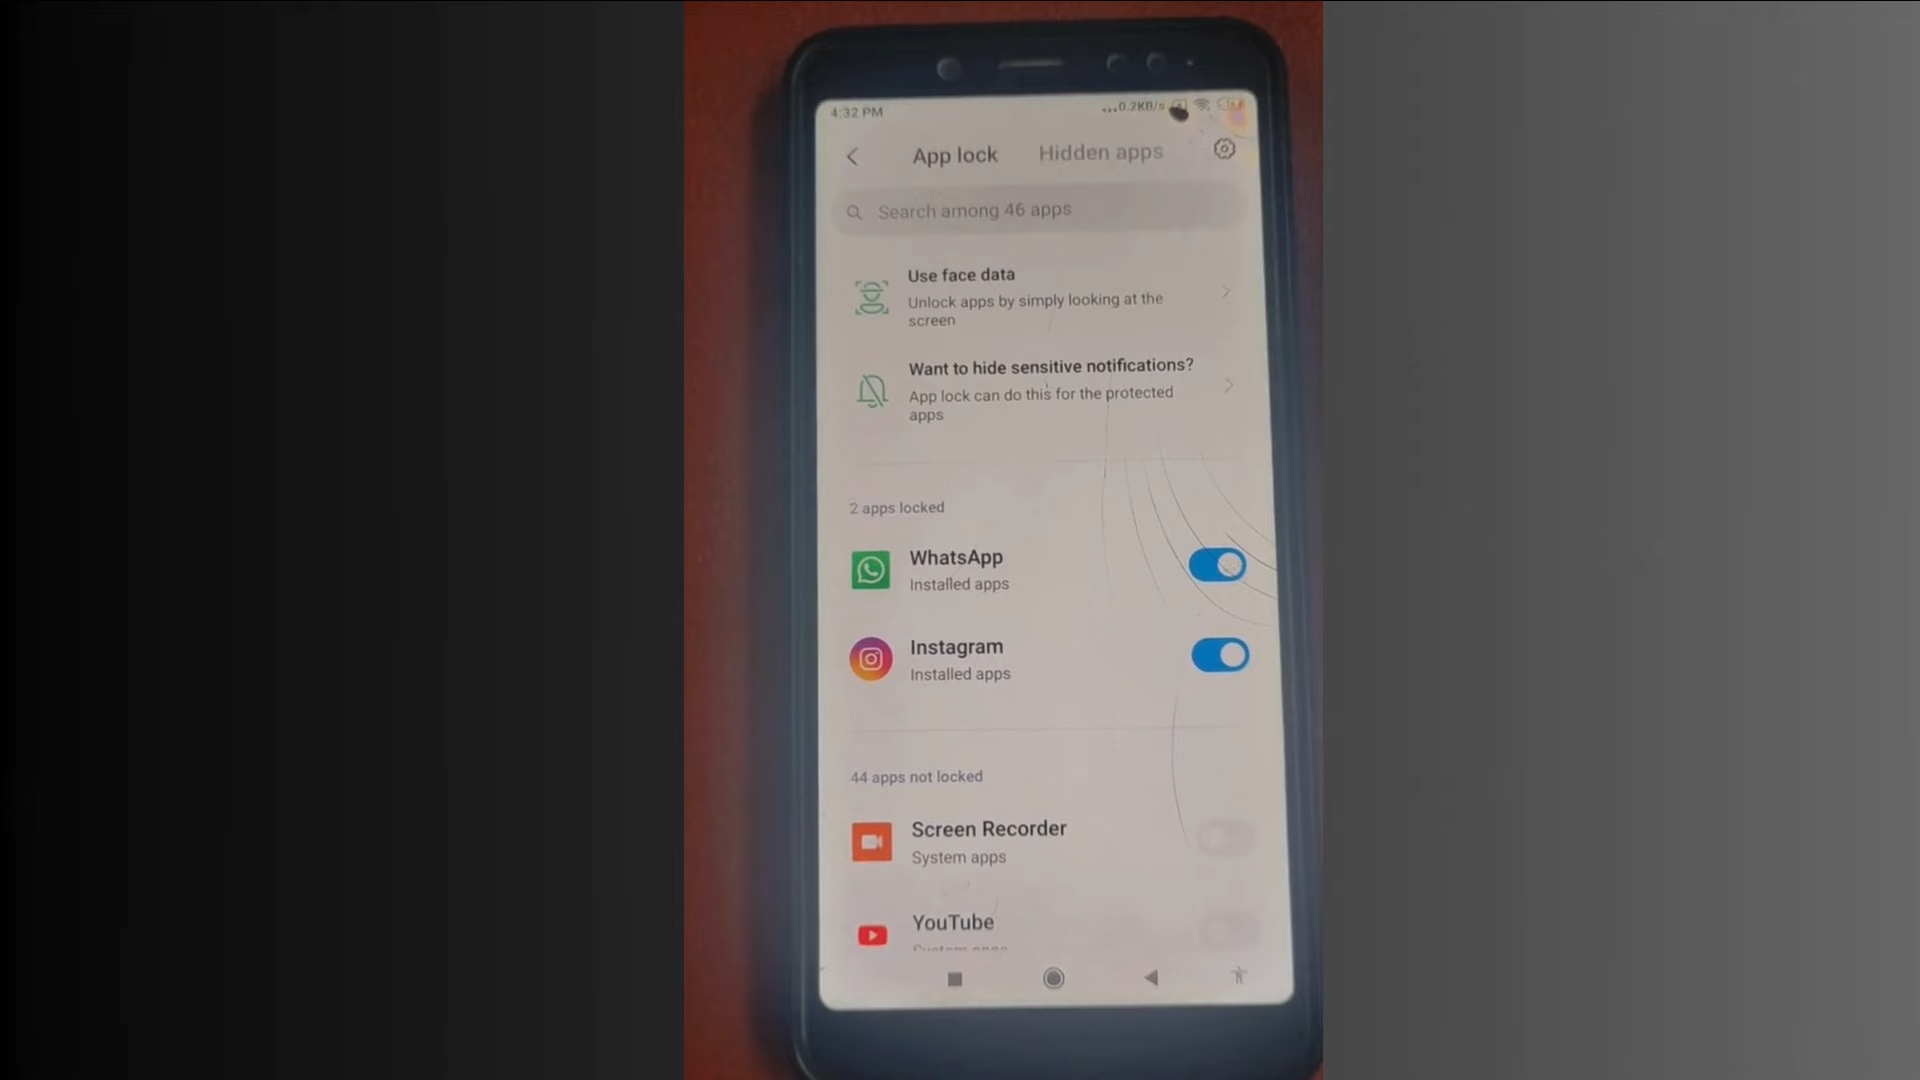 4:32 PM
...0.2KB/s
App lock
Hidden apps
Search among 46 apps
Use face data
Unlock apps by simply looking at the
screen
Want to hide sensitive notifications?
App lock can do this for the protected
apps
2 apps locked
WhatsApp
Installed apps
Instagram
Installed apps
44 apps not locked
Screen Recorder
System apps
YouTube